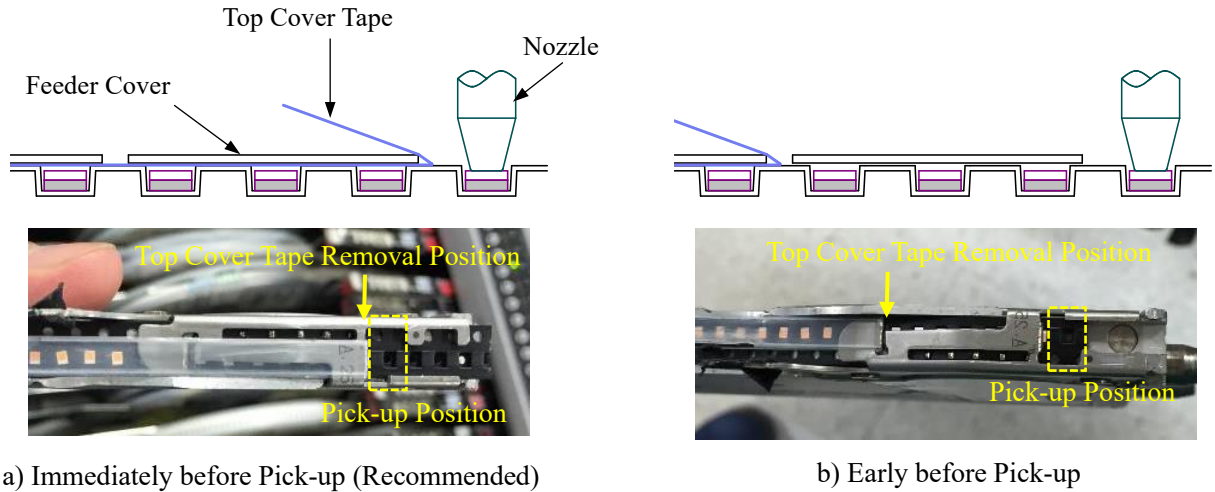 Top Cover Tape
Nozzle
Feeder Cover
Top Cover Tape Removal Position
Pick-up Position
a) Immediately before Pick-up (Recommended)
Top Cover Tape Removal Position
Pick-up Position
b) Early before Pick-up